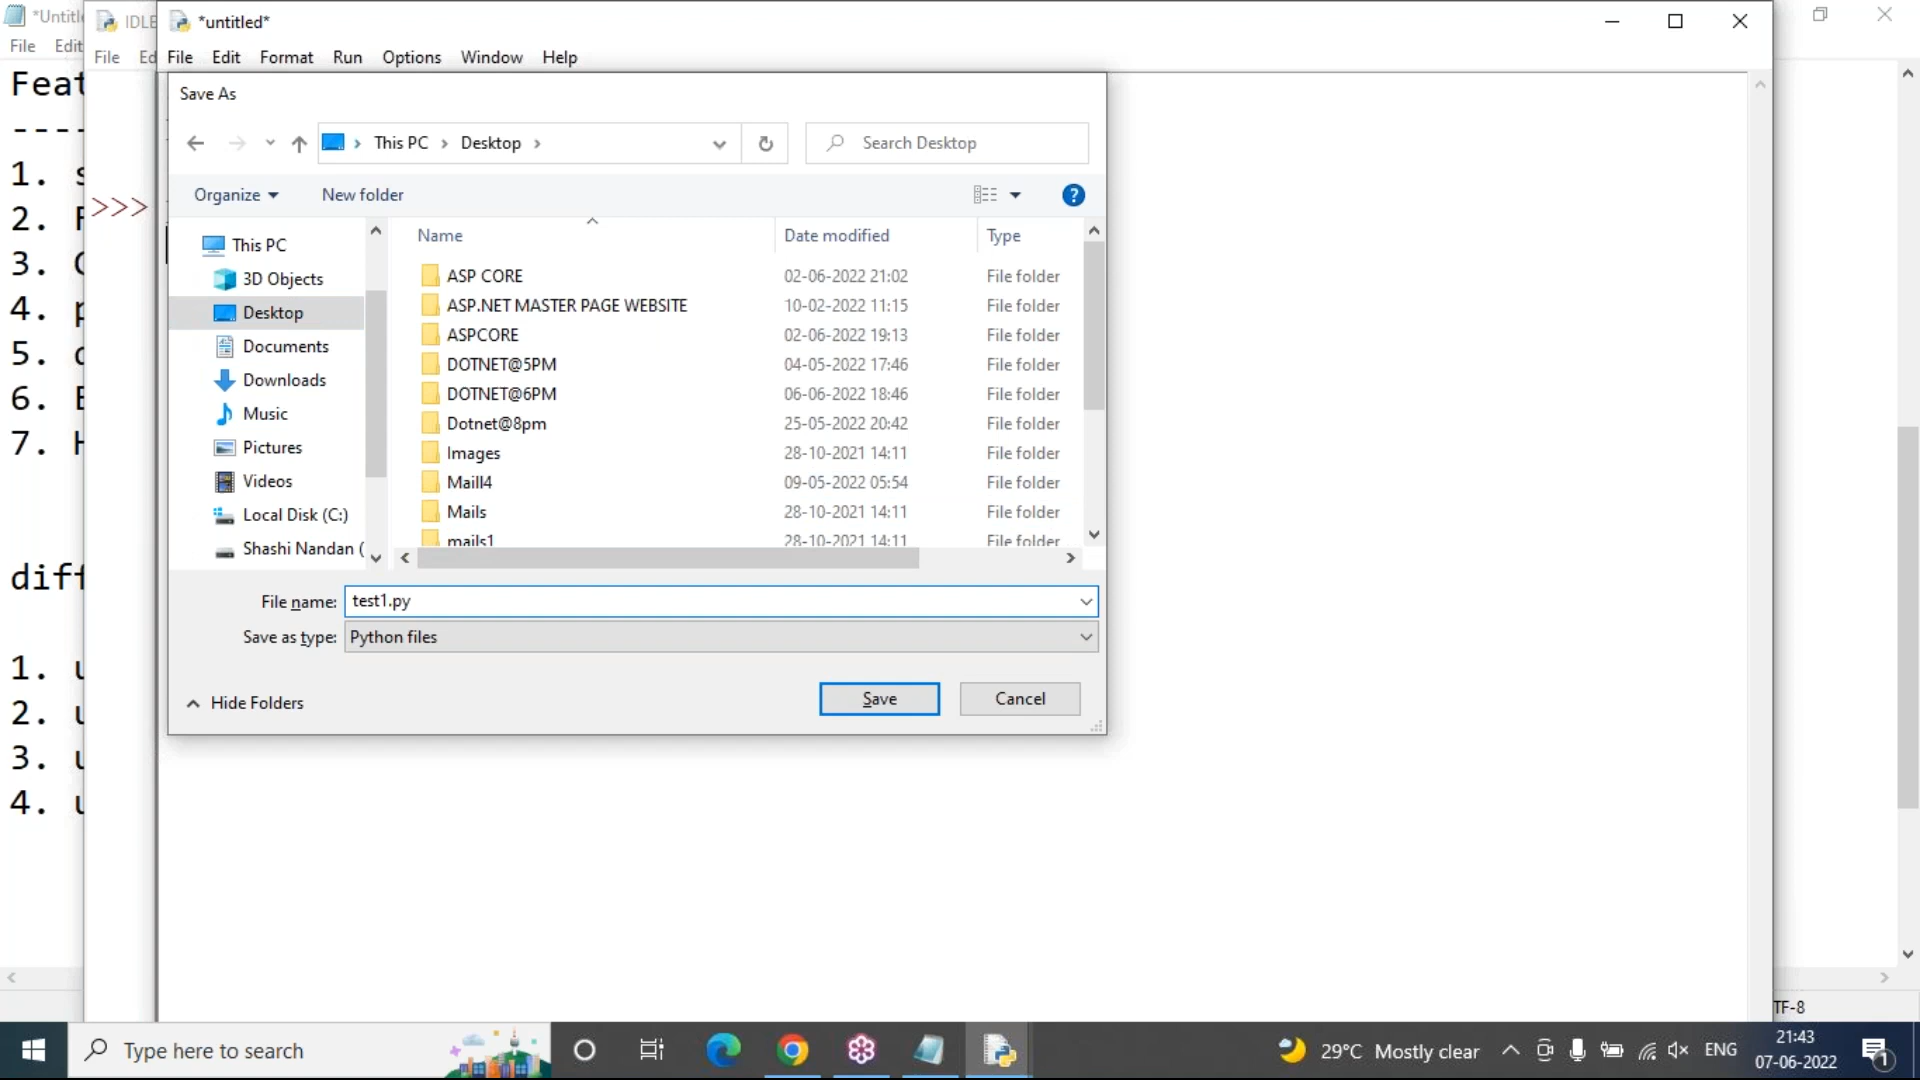 *Untitl
File Edit
IDLE
File Ed
*untitled*
File Edit Format Run Options Window Help
Save As
This PC > Desktop >
Search Desktop
Organize New folder
This PC
3D Objects
Desktop
Documents
Downloads
Music
Pictures
Videos
Local Disk (C:)
Shashi Nandan (
Name Date modified Type
ASP CORE 02-06-2022 21:02 File folder
ASP.NET MASTER PAGE WEBSITE 10-02-2022 11:15 File folder
ASPCORE 02-06-2022 19:13 File folder
DOTNET@5PM 04-05-2022 17:46 File folder
DOTNET@6PM 06-06-2022 18:46 File folder
Dotnet@8pm 25-05-2022 20:42 File folder
Images 28-10-2021 14:11 File folder
Maill4 09-05-2022 05:54 File folder
Mails 28-10-2021 14:11 File folder
mails1 28-10-2021 14:11 File folder
File name: test1.py
Save as type: Python files
Hide Folders Save Cancel
Feat
----
1. s
2. F
3.
4. p
5.
6.
7. H
>>>
diff
1. u
2. u
3. u
4. u
TF-8
Type here to search
29°C Mostly clear
ENG
21:43
07-06-2022
1